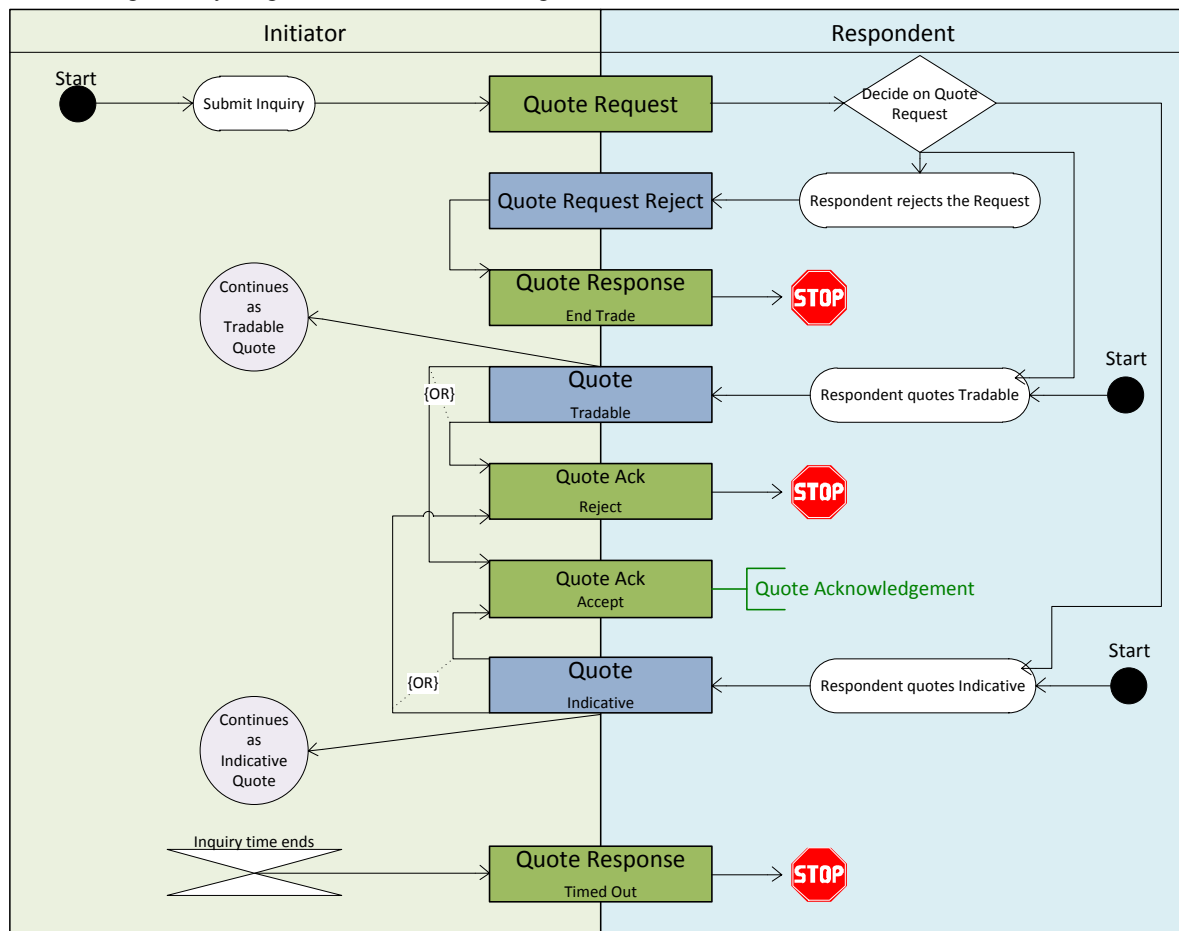 Initiator
Respondent
Start
Submit Inquiry
Quote Request
Decide on Quote
Request
Quote Request Reject
Respondent rejects the Request
Continues
as
Tradable
Quote
Quote Response
End Trade
STOP
Start
{OR}
Quote
Tradable
Respondent quotes Tradable
Quote Ack
Reject
STOP
Quote Ack
Accept
Quote Acknowledgement
Start
{OR}
Quote
Indicative
Respondent quotes Indicative
Continues
as
Indicative
Quote
Inquiry time ends
Quote Response
Timed Out
STOP